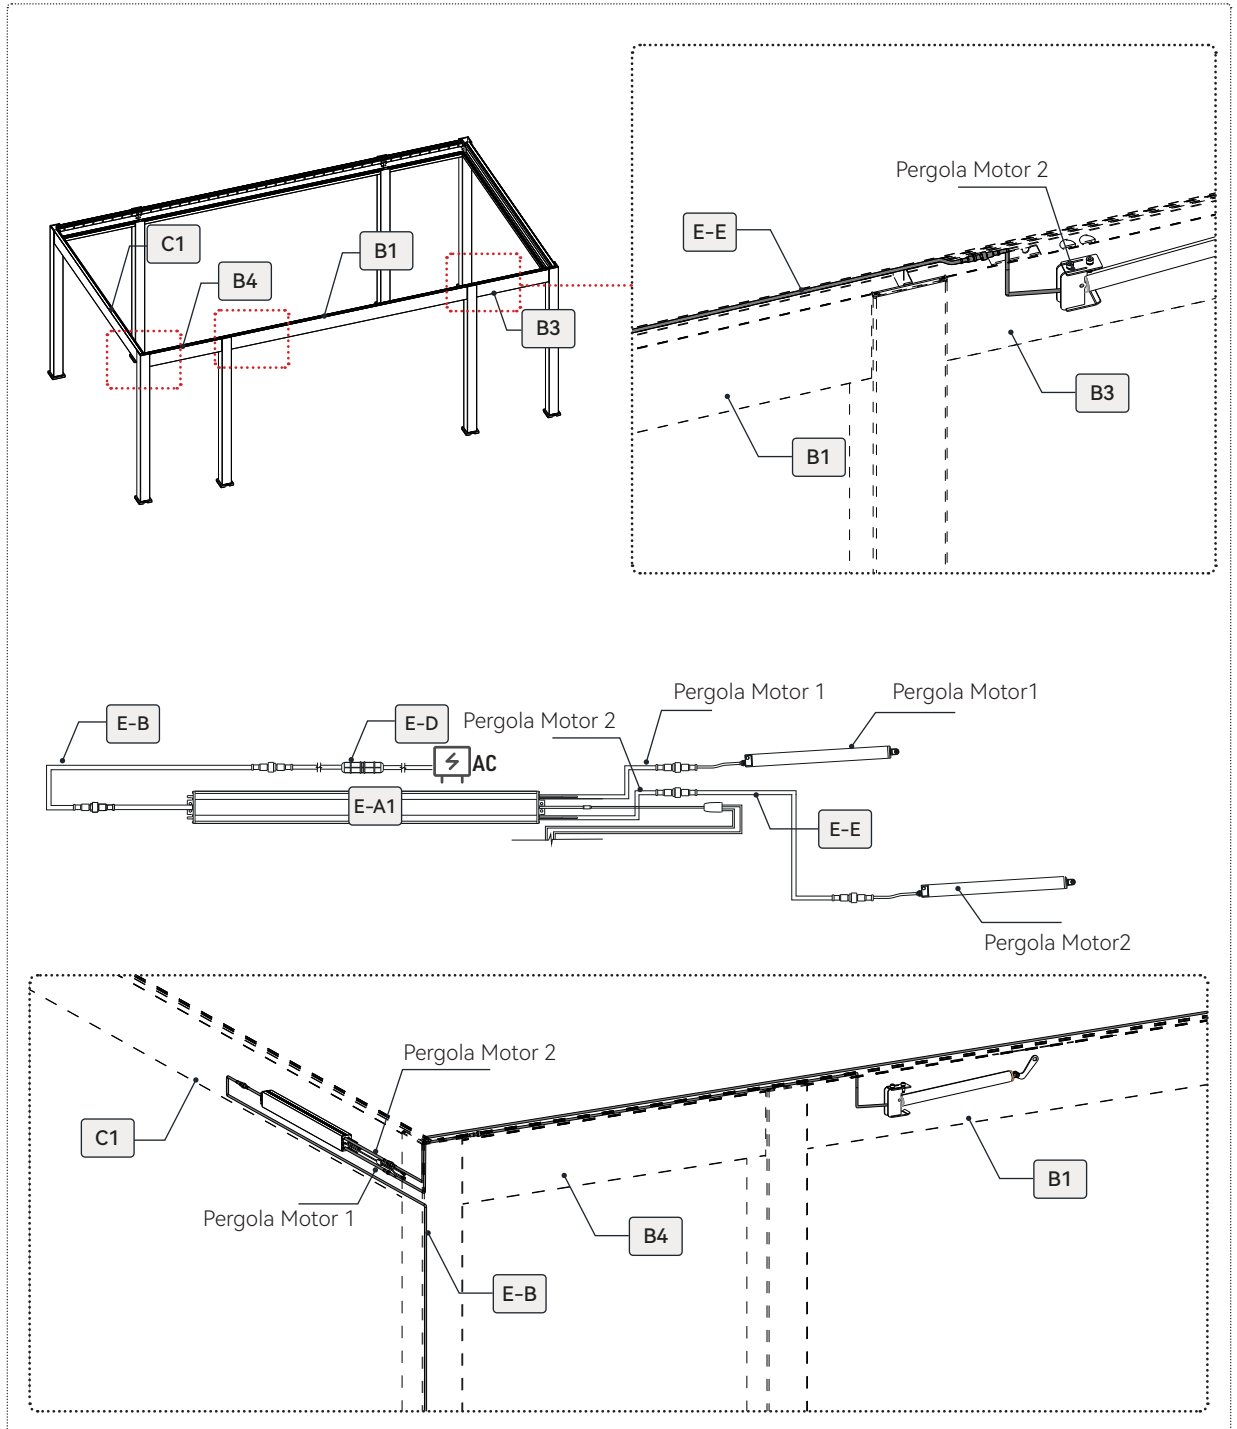 Pergola Motor 2
E-E
C1
B1
B4
B3
B3
B1
Pergola Motor 1
Pergola Motor1
E-B
E-D
Pergola Motor 2
AC
E-A1
E-E
Pergola Motor2
Pergola Motor 2
C1
B1
Pergola Motor 1
B4
E-B